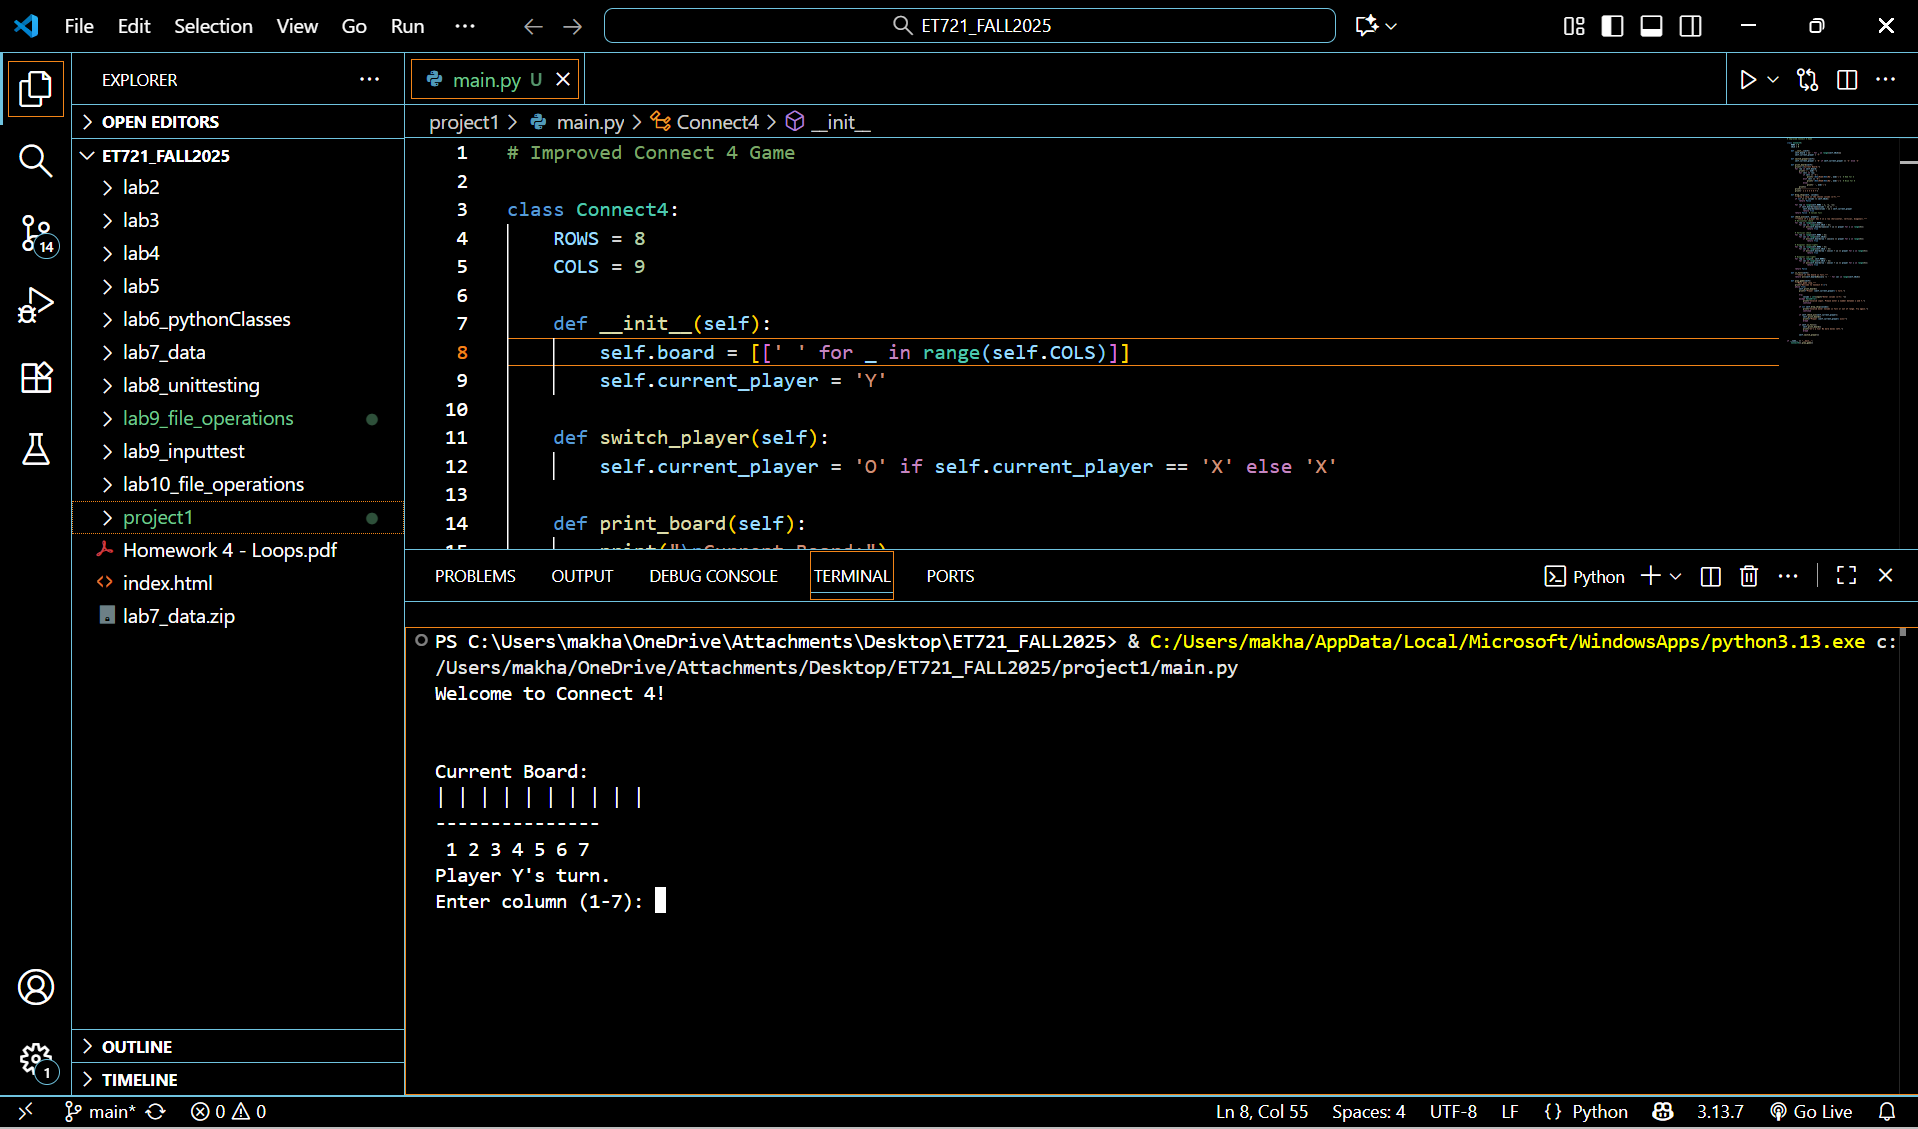 File Edit Selection View Go Run ··· ET721_FALL2025
EXPLORER ···
OPEN EDITORS
ET721_FALL2025
lab2
lab3
lab4
lab5
lab6_pythonClasses
lab7_data
lab8_unittesting
lab9_file_operations
lab9_inputtest
lab10_file_operations
project1
Homework 4 - Loops.pdf
index.html
lab7_data.zip
OUTLINE
TIMELINE
14
1
main.py U
project1 > main.py > Connect4 > __init__
1 # Improved Connect 4 Game
2
3 class Connect4:
4 ROWS = 8
5 COLS = 9
6
7 def __init__(self):
8 self.board = [[' ' for _ in range(self.COLS)]]
9 self.current_player = 'Y'
10
11 def switch_player(self):
12 self.current_player = 'O' if self.current_player == 'X' else 'X'
13
14 def print_board(self):
15 print("\nCurrent Board:")
PROBLEMS OUTPUT DEBUG CONSOLE TERMINAL PORTS Python
PS C:\Users\makha\OneDrive\Attachments\Desktop\ET721_FALL2025> & C:/Users/makha/AppData/Local/Microsoft/WindowsApps/python3.13.exe c:
/Users/makha/OneDrive/Attachments/Desktop/ET721_FALL2025/project1/main.py
Welcome to Connect 4!
Current Board:
| | | | | | | | | |
---------------
1 2 3 4 5 6 7
Player Y's turn.
Enter column (1-7):
main* 0 0 Ln 8, Col 55 Spaces: 4 UTF-8 LF {} Python 3.13.7 Go Live